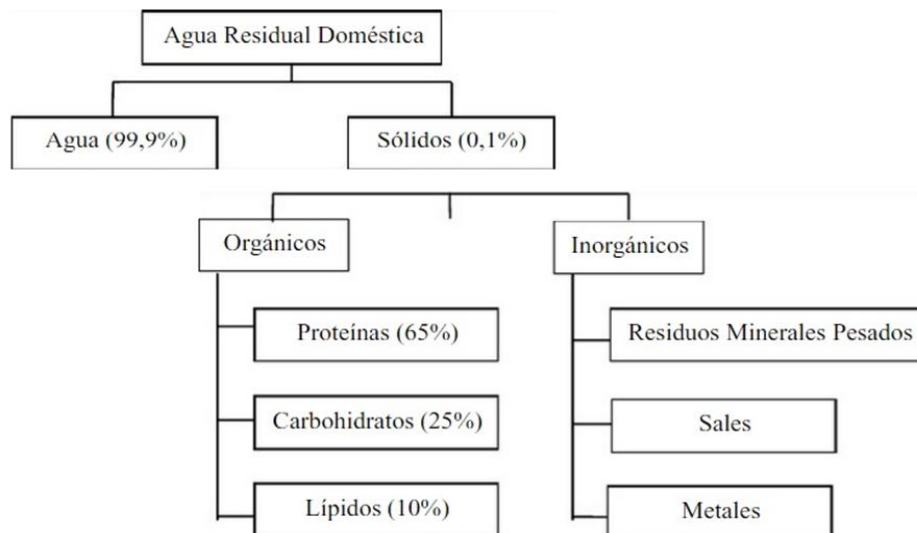 Agua Residual Doméstica
Agua (99,9%)
Sólidos (0,1%)
Orgánicos
Inorgánicos
Proteínas (65%)
Residuos Minerales Pesados
Carbohidratos (25%)
Sales
Lípidos (10%)
Metales